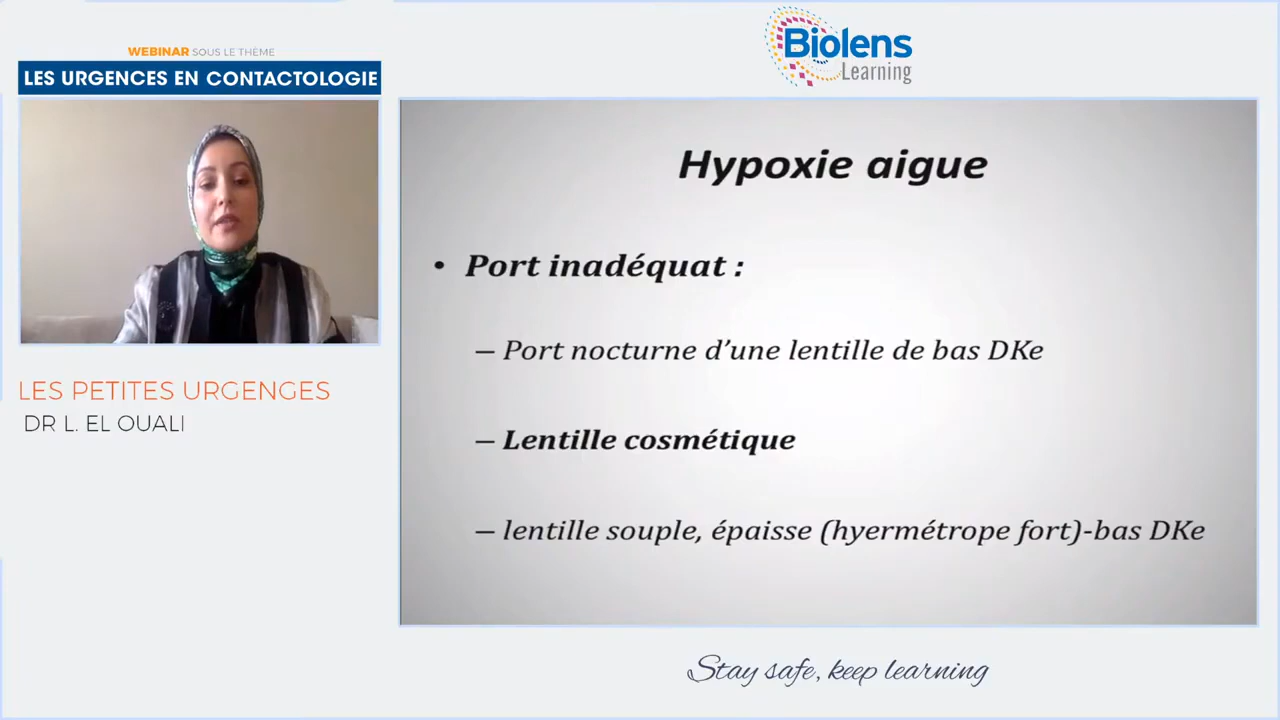 WEBINAR SOUS LE THÈME
LES URGENCES EN CONTACTOLOGIE
LES PETITES URGENGES
DR L. EL OUALI
Biolens
Learning
Hypoxie aigue
• Port inadéquat :
– Port nocturne d’une lentille de bas DKe
– Lentille cosmétique
– lentille souple, épaisse (hyermétrope fort)-bas DKe
Stay safe, keep learning